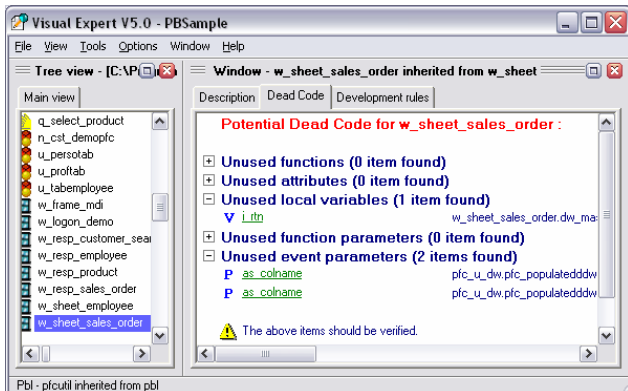 Visual Expert V5.0 - PBSample
File View Tools Options Window Help
Tree view - [C:\P
Window - w_sheet_sales_order inherited from w_sheet
Main view
Description Dead Code Development rules
q_select_product
n_cst_demopfc
u_persotab
u_proftab
u_tabemployee
w_frame_mdi
w_logon_demo
w_resp_customer_sear
w_resp_employee
w_resp_product
w_resp_sales_order
w_sheet_employee
w_sheet_sales_order
Potential Dead Code for w_sheet_sales_order :
Unused functions (0 item found)
Unused attributes (0 item found)
Unused local variables (1 item found)
V i_rtn w_sheet_sales_order.dw_ma
Unused function parameters (0 item found)
Unused event parameters (2 items found)
P as_colname pfc_u_dw.pfc_populatedddw
P as_colname pfc_u_dw.pfc_populatedddw
The above items should be verified.
Pbl - pfcutil inherited from pbl